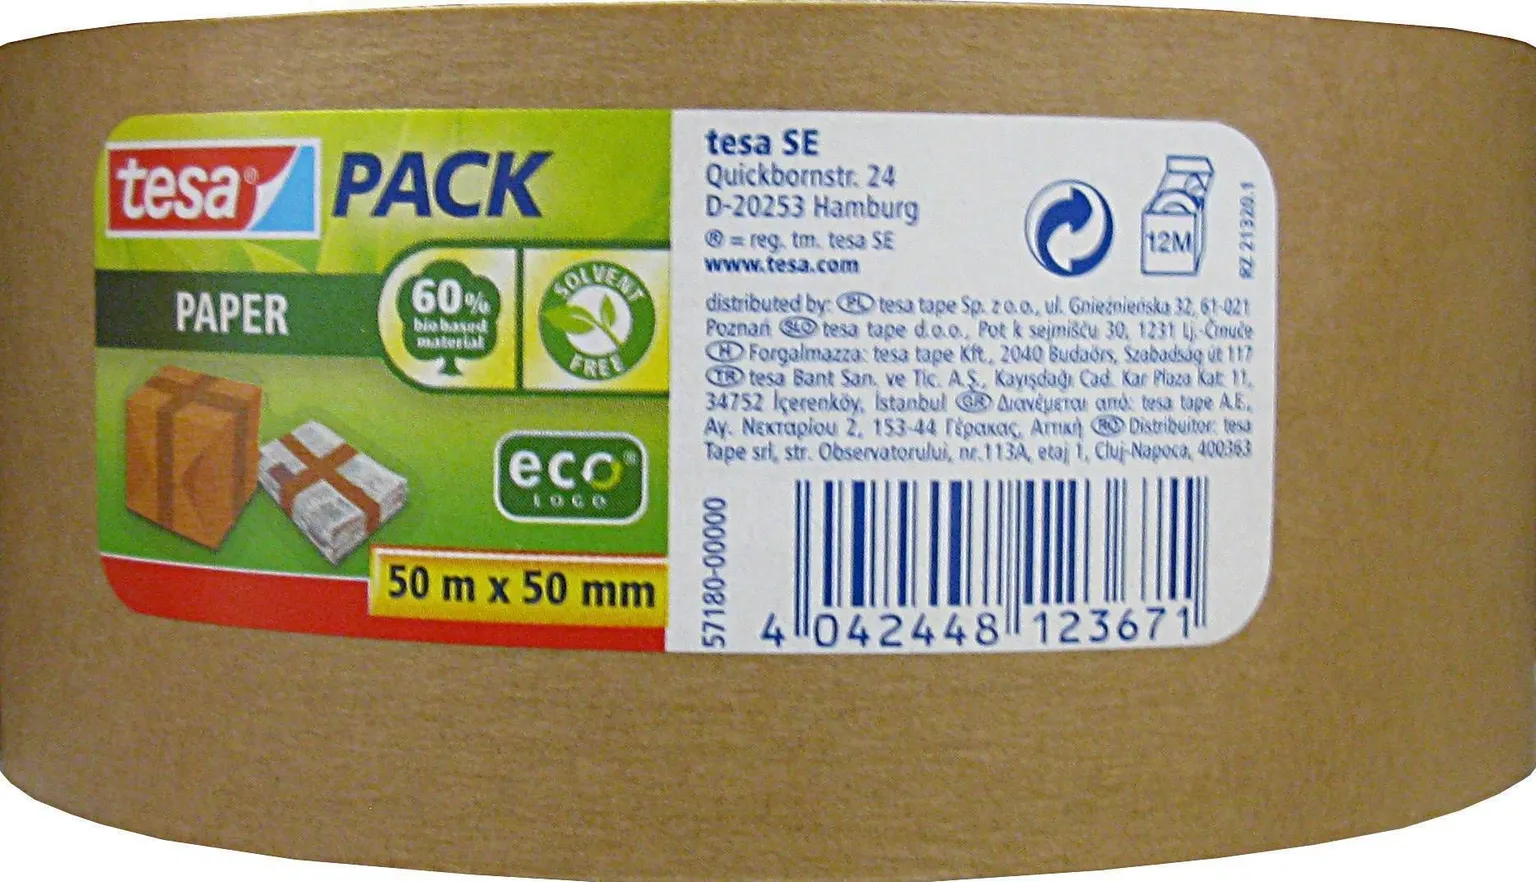 tesa®
PACK
PAPER
60%
bio based
material
SOLVENT
FREE
eco®
LOGO
50 m x 50 mm
tesa SE
Quickbornstr. 24
D-20253 Hamburg
® = reg. tm. tesa SE
www.tesa.com
12M
RZ 21320.1
distributed by: PL tesa tape Sp. z o.o., ul. Gnieźnieńska 32, 61-021
Poznań SLO tesa tape d.o.o., Pot k sejmišču 30, 1231 Lj.-Črnuče
H Forgalmazza: tesa tape Kft., 2040 Budaörs, Szabadság út 117
TR tesa Bant San. ve Tic. A.Ş., Kayışdağı Cad. Kar Plaza Kat: 11,
34752 İçerenköy, İstanbul GR Διανέμεται από: tesa tape A.E.,
Αγ. Νεκταρίου 2, 153-44 Γέρακας, Αττική RO Distribuitor: tesa
Tape srl, str. Observatorului, nr.113A, etaj 1, Cluj-Napoca, 400363
57180-00000
4 042448 123671